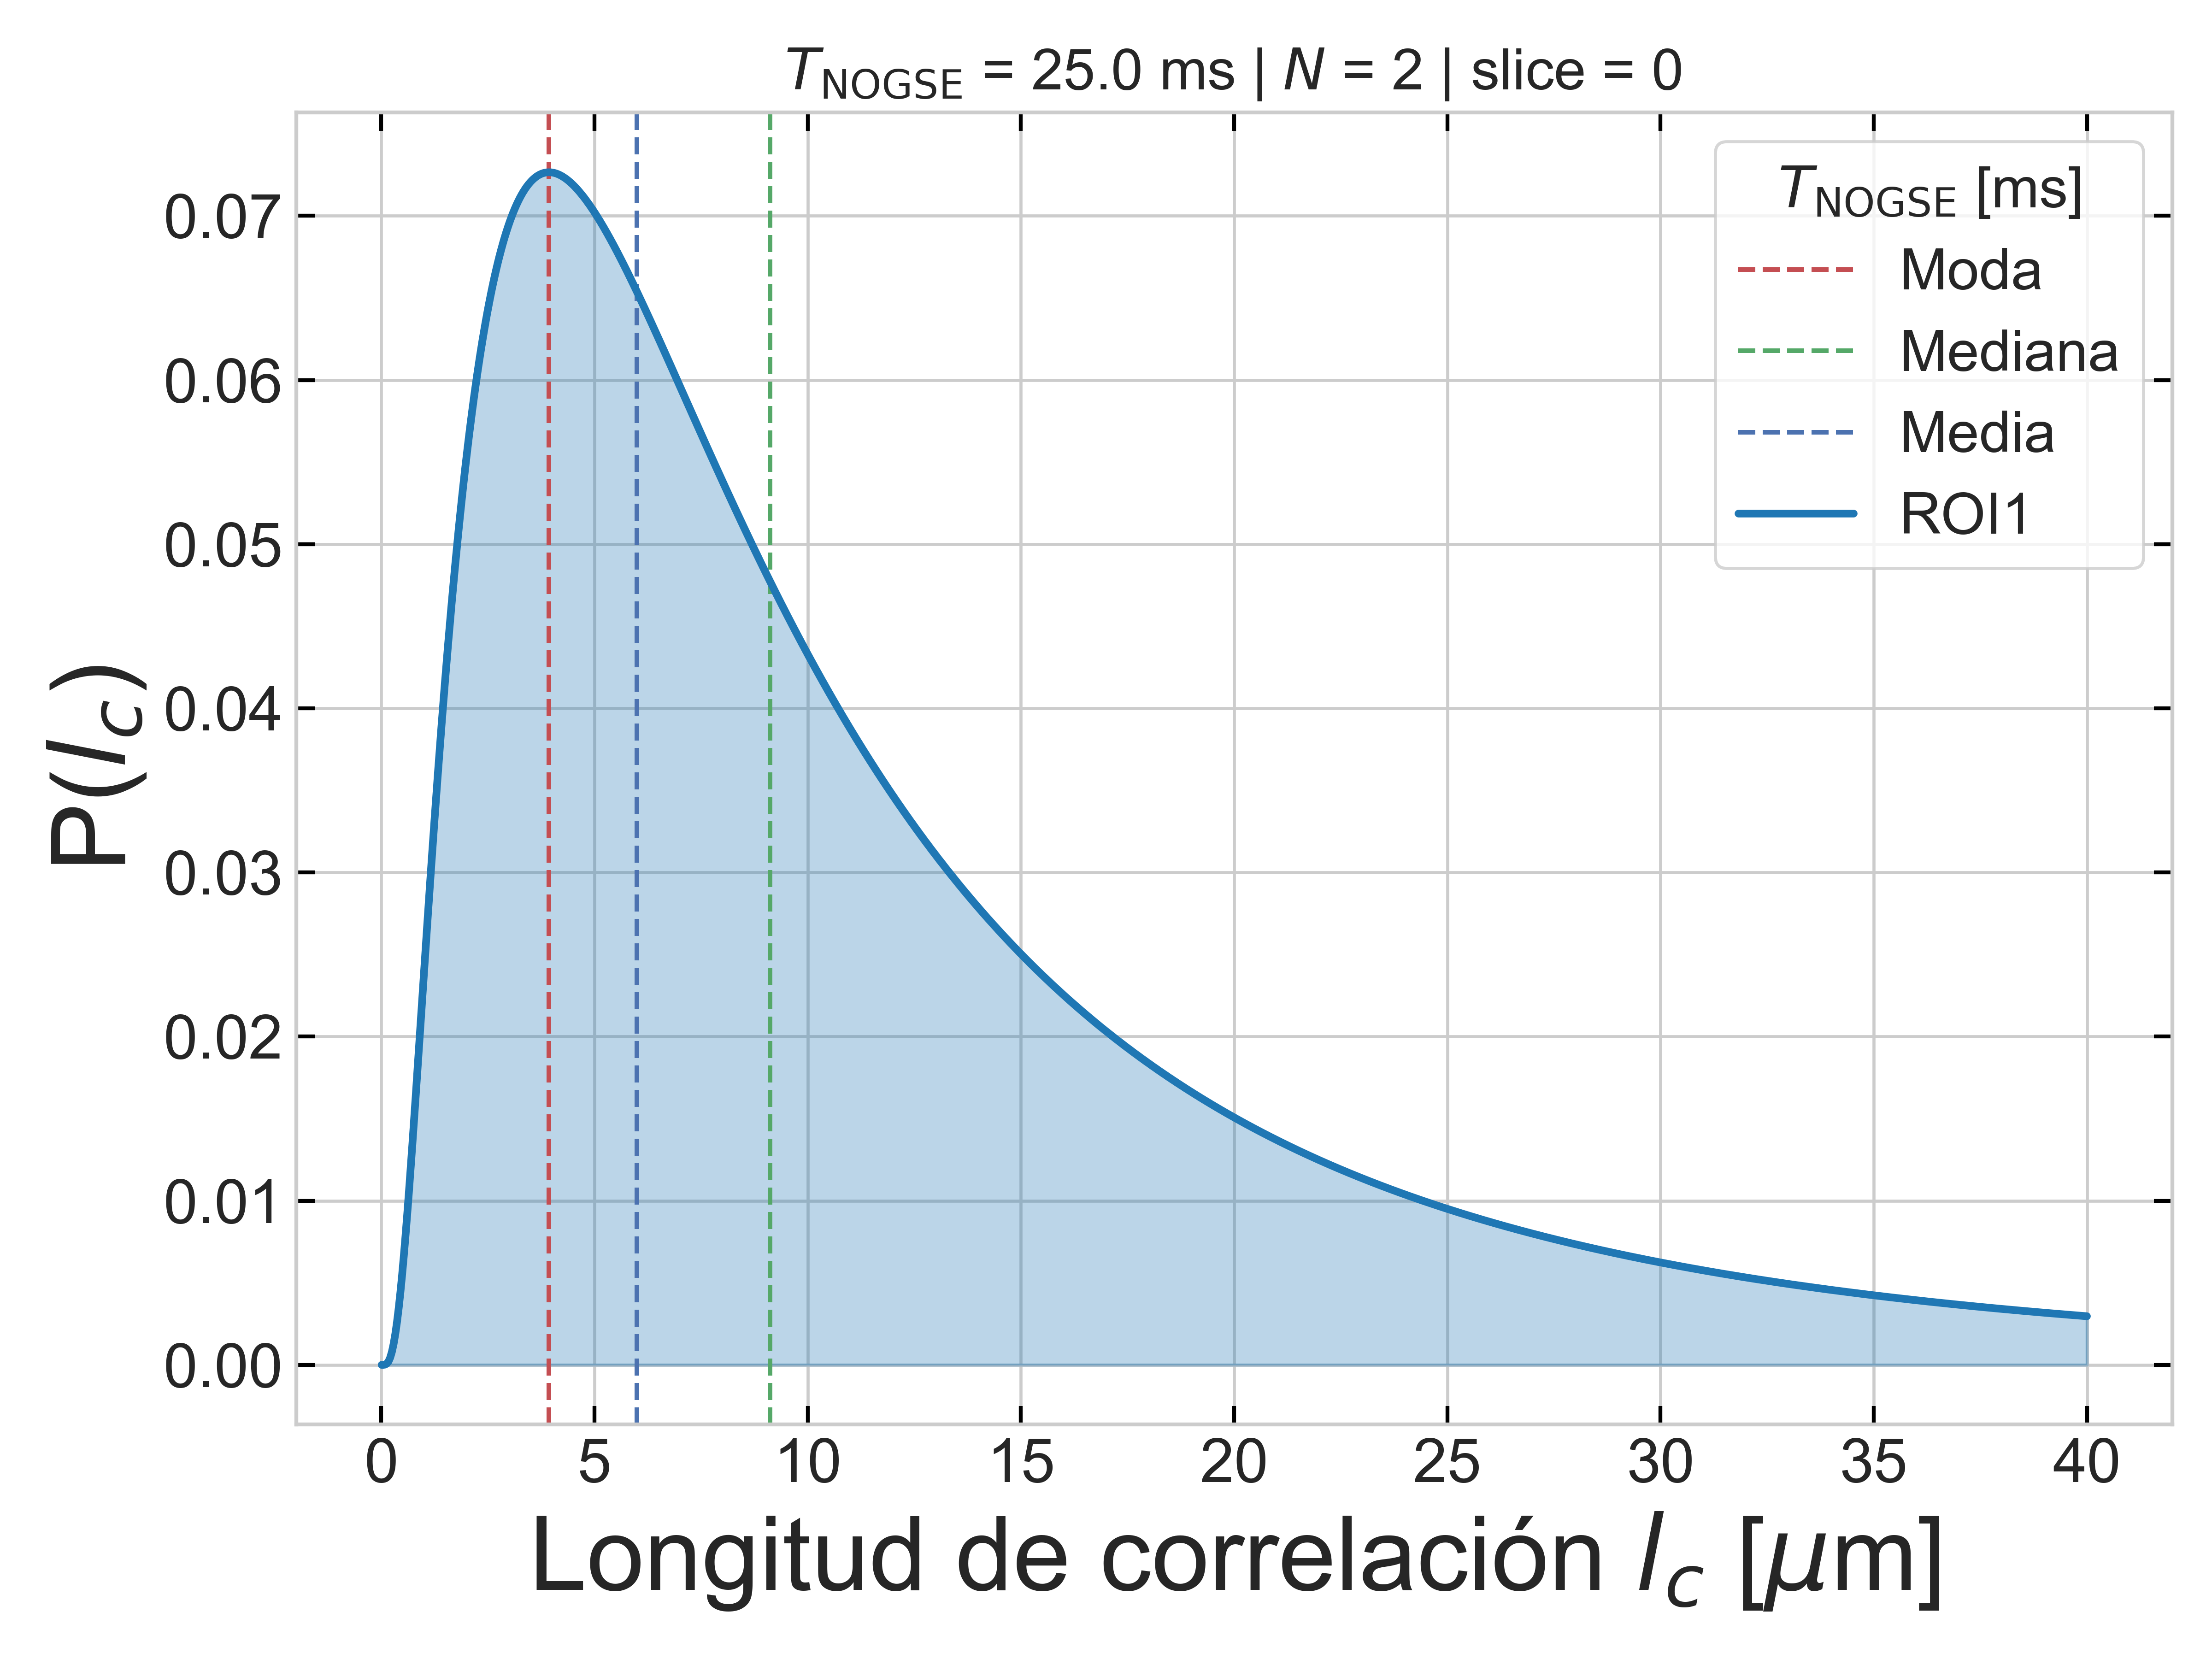 T_NOGSE = 25.0 ms | N = 2 | slice = 0
T_NOGSE [ms]
Moda
Mediana
Media
ROI1
P(l_c)
0.07
0.06
0.05
0.04
0.03
0.02
0.01
0.00
0 5 10 15 20 25 30 35 40
Longitud de correlación l_c [μm]